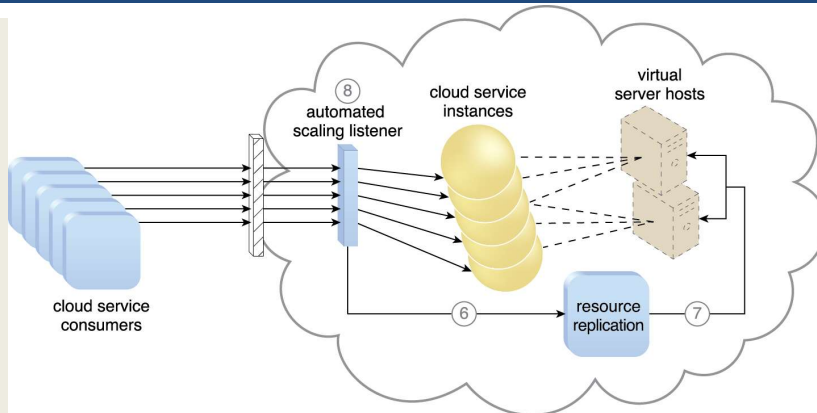 8
automated
scaling listener
cloud service
instances
virtual
server hosts
cloud service
consumers
6
resource
replication
7